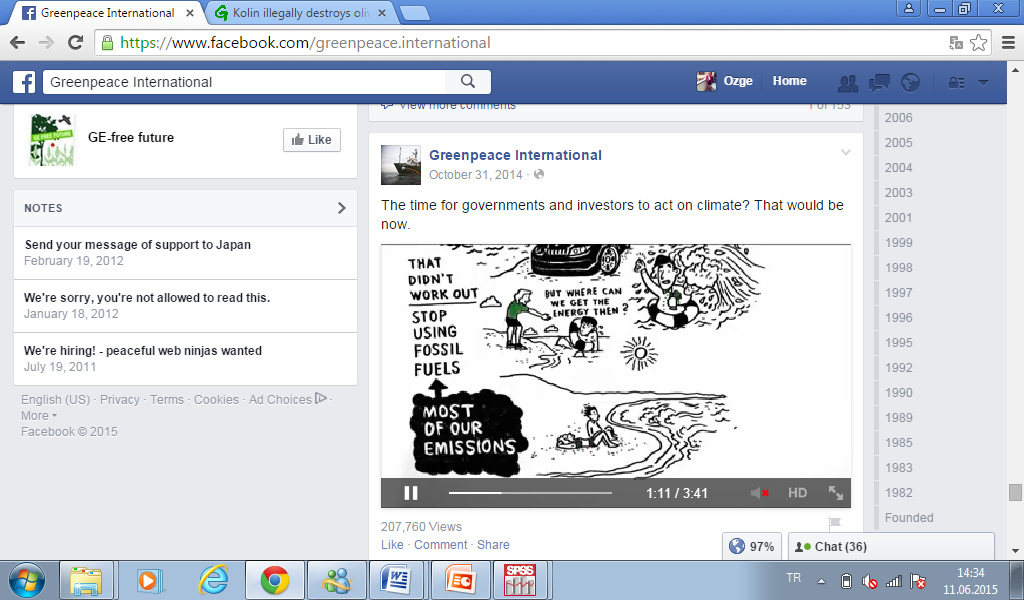 Greenpeace International
Kolin illegally destroys oli
https://www.facebook.com/greenpeace.international
Greenpeace International
Ozge
Home
GE-free future
Like
NOTES
Send your message of support to Japan
February 19, 2012
We're sorry, you're not allowed to read this.
January 18, 2012
We're hiring! - peaceful web ninjas wanted
July 19, 2011
English (US) · Privacy · Terms · Cookies · Ad Choices ·
More
Facebook © 2015
View more comments
1 of 153
Greenpeace International
October 31, 2014 ·
The time for governments and investors to act on climate? That would be
now.
THAT
DIDN'T
WORK OUT
STOP
USING
FOSSIL
FUELS
BUT WHERE CAN
WE GET THE
ENERGY THEN?
MOST
OF OUR
EMISSIONS
1:11 / 3:41
HD
207,760 Views
Like · Comment · Share
2006
2005
2004
2003
2001
1999
1998
1997
1996
1995
1992
1990
1989
1985
1983
1982
Founded
97%
Chat (36)
SPSS
TR
14:34
11.06.2015